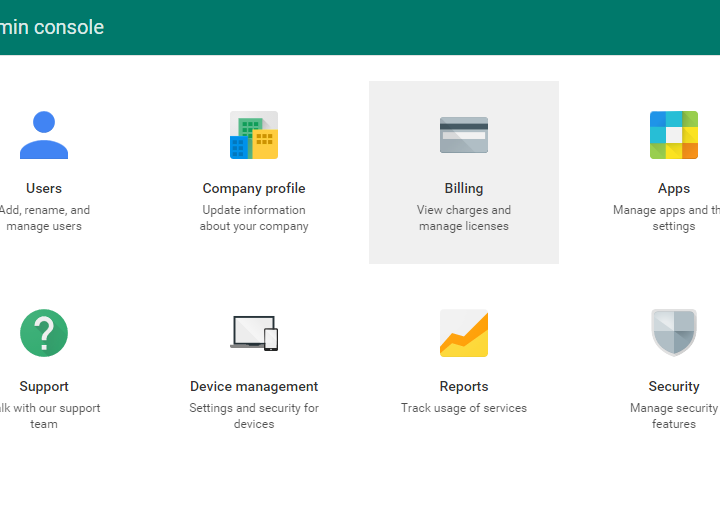 min console
Users
Add, rename, and
manage users
Company profile
Update information
about your company
Billing
View charges and
manage licenses
Apps
Manage apps and th
settings
Support
lk with our support
team
Device management
Settings and security for
devices
Reports
Track usage of services
Security
Manage security
features